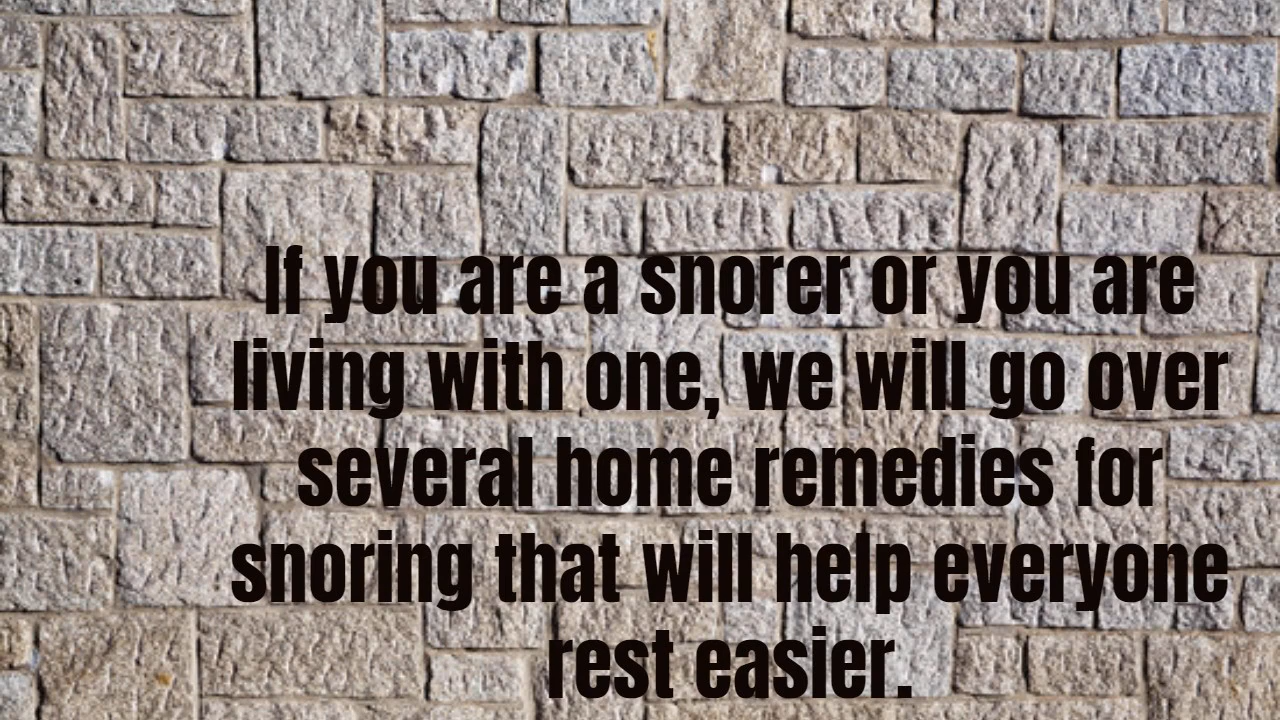 If you are a snorer or you are
living with one, we will go over
several home remedies for
snoring that will help everyone
rest easier.